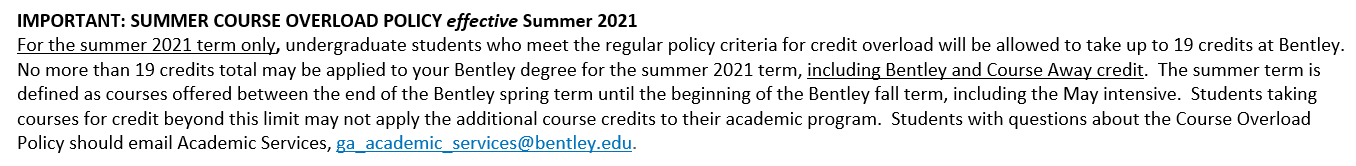 IMPORTANT: SUMMER COURSE OVERLOAD POLICY effective Summer 2021
For the summer 2021 term only, undergraduate students who meet the regular policy criteria for credit overload will be allowed to take up to 19 credits at Bentley.
No more than 19 credits total may be applied to your Bentley degree for the summer 2021 term, including Bentley and Course Away credit.  The summer term is
defined as courses offered between the end of the Bentley spring term until the beginning of the Bentley fall term, including the May intensive.  Students taking
courses for credit beyond this limit may not apply the additional course credits to their academic program.  Students with questions about the Course Overload
Policy should email Academic Services, ga_academic_services@bentley.edu.